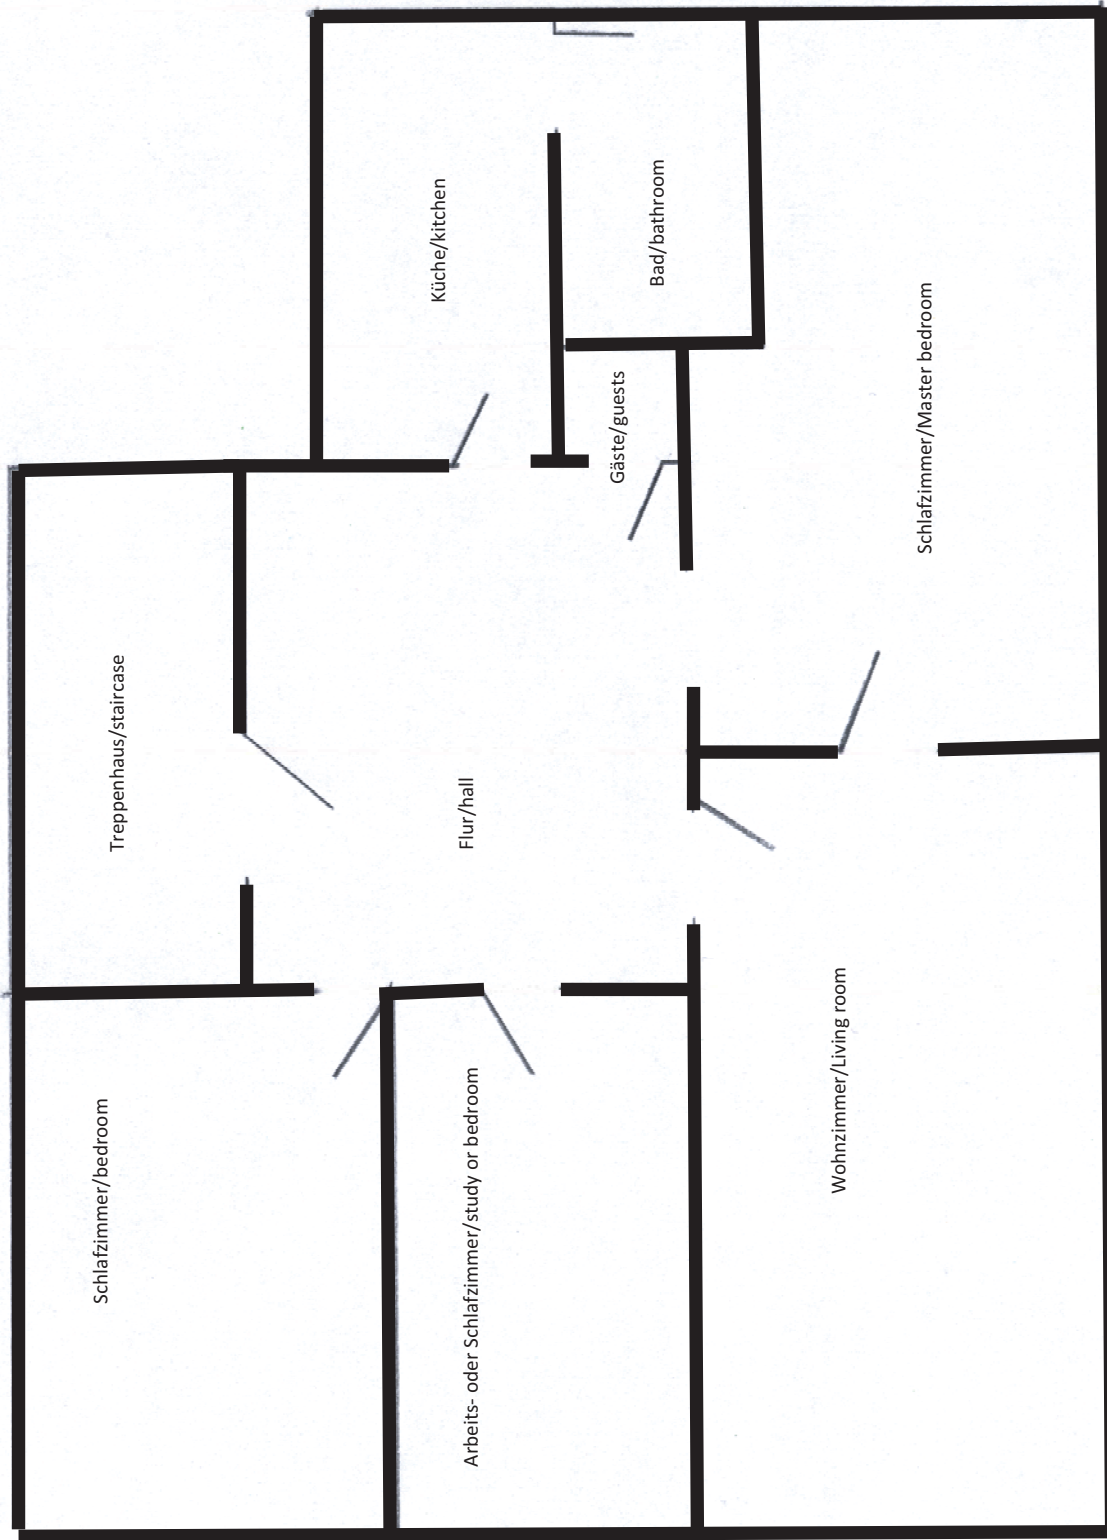 Treppenhaus/staircase
Küche/kitchen
Bad/bathroom
Gäste/guests
Flur/hall
Schlafzimmer/Master bedroom
Schlafzimmer/bedroom
Arbeits- oder Schlafzimmer/study or bedroom
Wohnzimmer/Living room